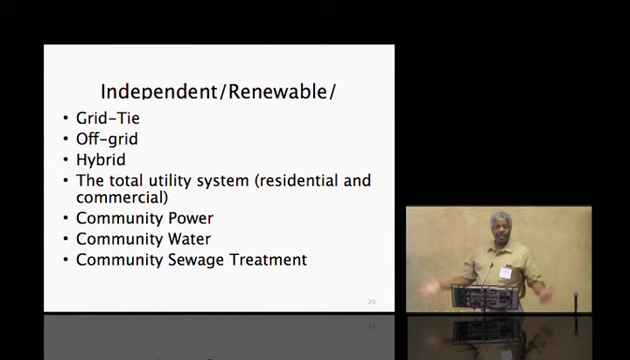 Independent/Renewable/
• Grid-Tie
• Off-grid
• Hybrid
• The total utility system (residential and
commercial)
• Community Power
• Community Water
• Community Sewage Treatment
20